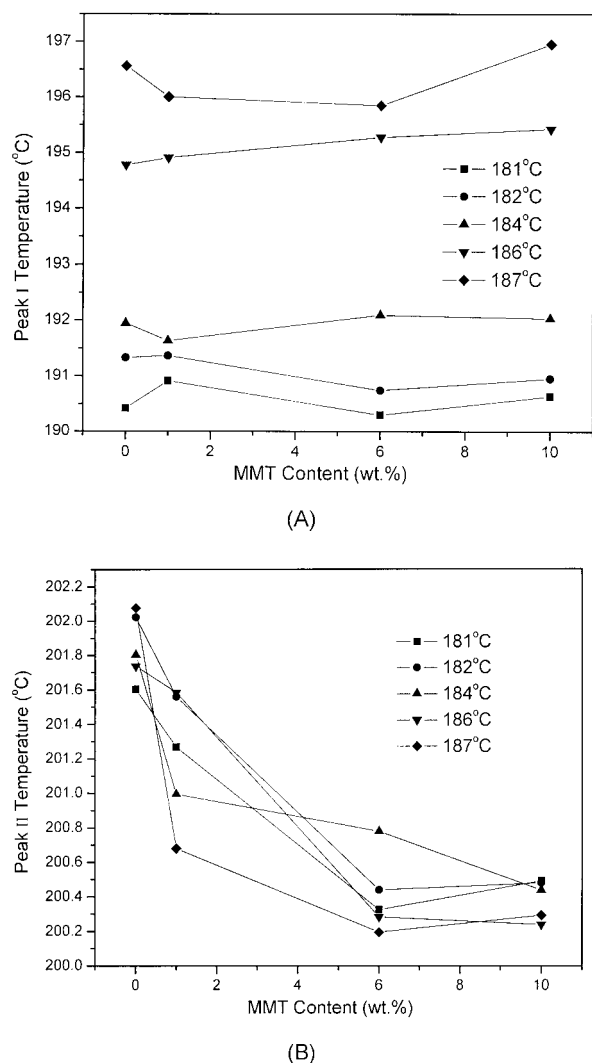 197
196
195
194
193
192
191
190
Peak I Temperature (°C)
181°C
182°C
184°C
186°C
187°C
0 2 4 6 8 10
MMT Content (wt.%)
(A)
202.2
202.0
201.8
201.6
201.4
201.2
201.0
200.8
200.6
200.4
200.2
200.0
Peak II Temperature (°C)
181°C
182°C
184°C
186°C
187°C
0 2 4 6 8 10
MMT Content (wt.%)
(B)